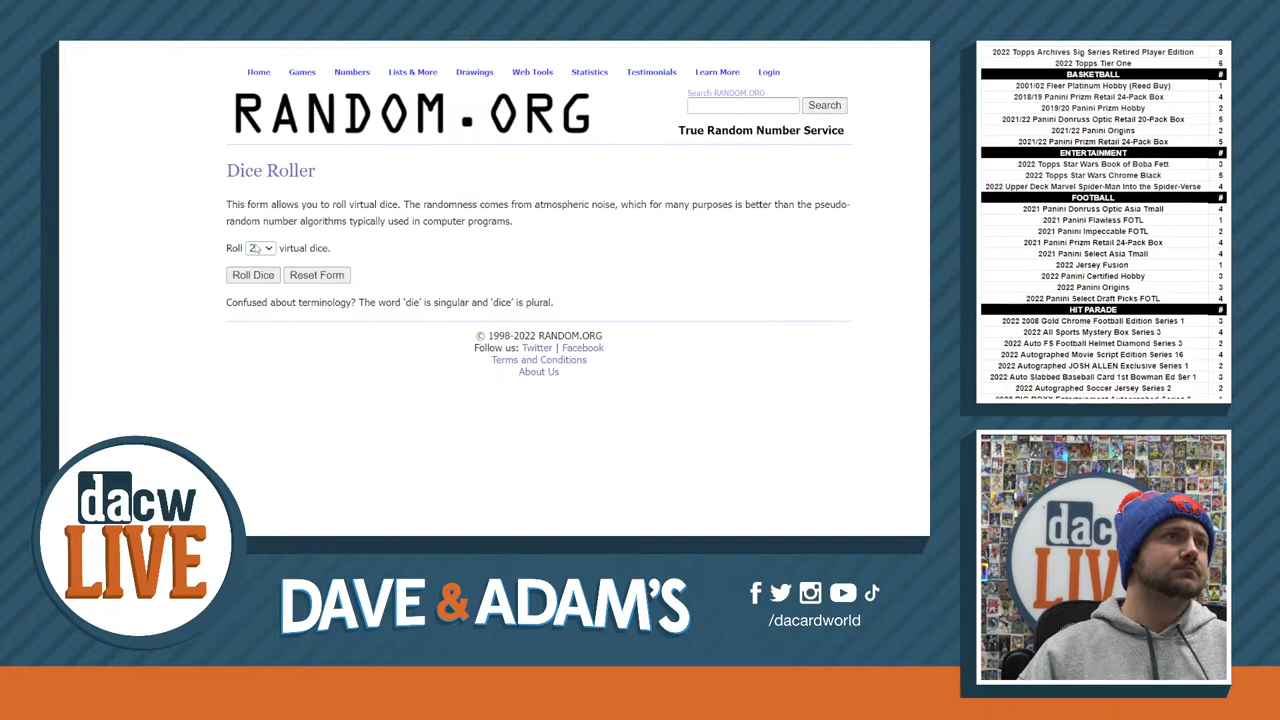 Home Games Numbers Lists & More Drawings Web Tools Statistics Testimonials Learn More Login
RANDOM.ORG
Search RANDOM.ORG
Search
True Random Number Service
Dice Roller
This form allows you to roll virtual dice. The randomness comes from atmospheric noise, which for many purposes is better than the pseudo-
random number algorithms typically used in computer programs.
Roll 2 virtual dice.
Roll Dice Reset Form
Confused about terminology? The word ‘die’ is singular and ‘dice’ is plural.
© 1998-2022 RANDOM.ORG
Follow us: Twitter | Facebook
Terms and Conditions
About Us
2022 Topps Archives Sig Series Retired Player Edition 8
2022 Topps Tier One 6
BASKETBALL #
2001/02 Fleer Platinum Hobby (Reed Buy) 1
2018/19 Panini Prizm Retail 24-Pack Box 4
2019/20 Panini Prizm Hobby 2
2021/22 Panini Donruss Optic Retail 20-Pack Box 5
2021/22 Panini Origins 2
2021/22 Panini Prizm Retail 24-Pack Box 5
ENTERTAINMENT #
2022 Topps Star Wars Book of Boba Fett 3
2022 Topps Star Wars Chrome Black 5
2022 Upper Deck Marvel Spider-Man Into the Spider-Verse 4
FOOTBALL #
2021 Panini Donruss Optic Asia Tmall 4
2021 Panini Flawless FOTL 1
2021 Panini Impeccable FOTL 2
2021 Panini Prizm Retail 24-Pack Box 4
2021 Panini Select Asia Tmall 4
2022 Jersey Fusion 1
2022 Panini Certified Hobby 3
2022 Panini Origins 3
2022 Panini Select Draft Picks FOTL 4
HIT PARADE #
2022 2008 Gold Chrome Football Edition Series 1 3
2022 All Sports Mystery Box Series 3 4
2022 Auto FS Football Helmet Diamond Series 3 2
2022 Autographed Movie Script Edition Series 16 4
2022 Autographed JOSH ALLEN Exclusive Series 1 2
2022 Auto Slabbed Baseball Card 1st Bowman Ed Ser 1 3
2022 Autographed Soccer Jersey Series 2 2
dacw
LIVE
DAVE & ADAM'S
/dacardworld
dac
LIVE